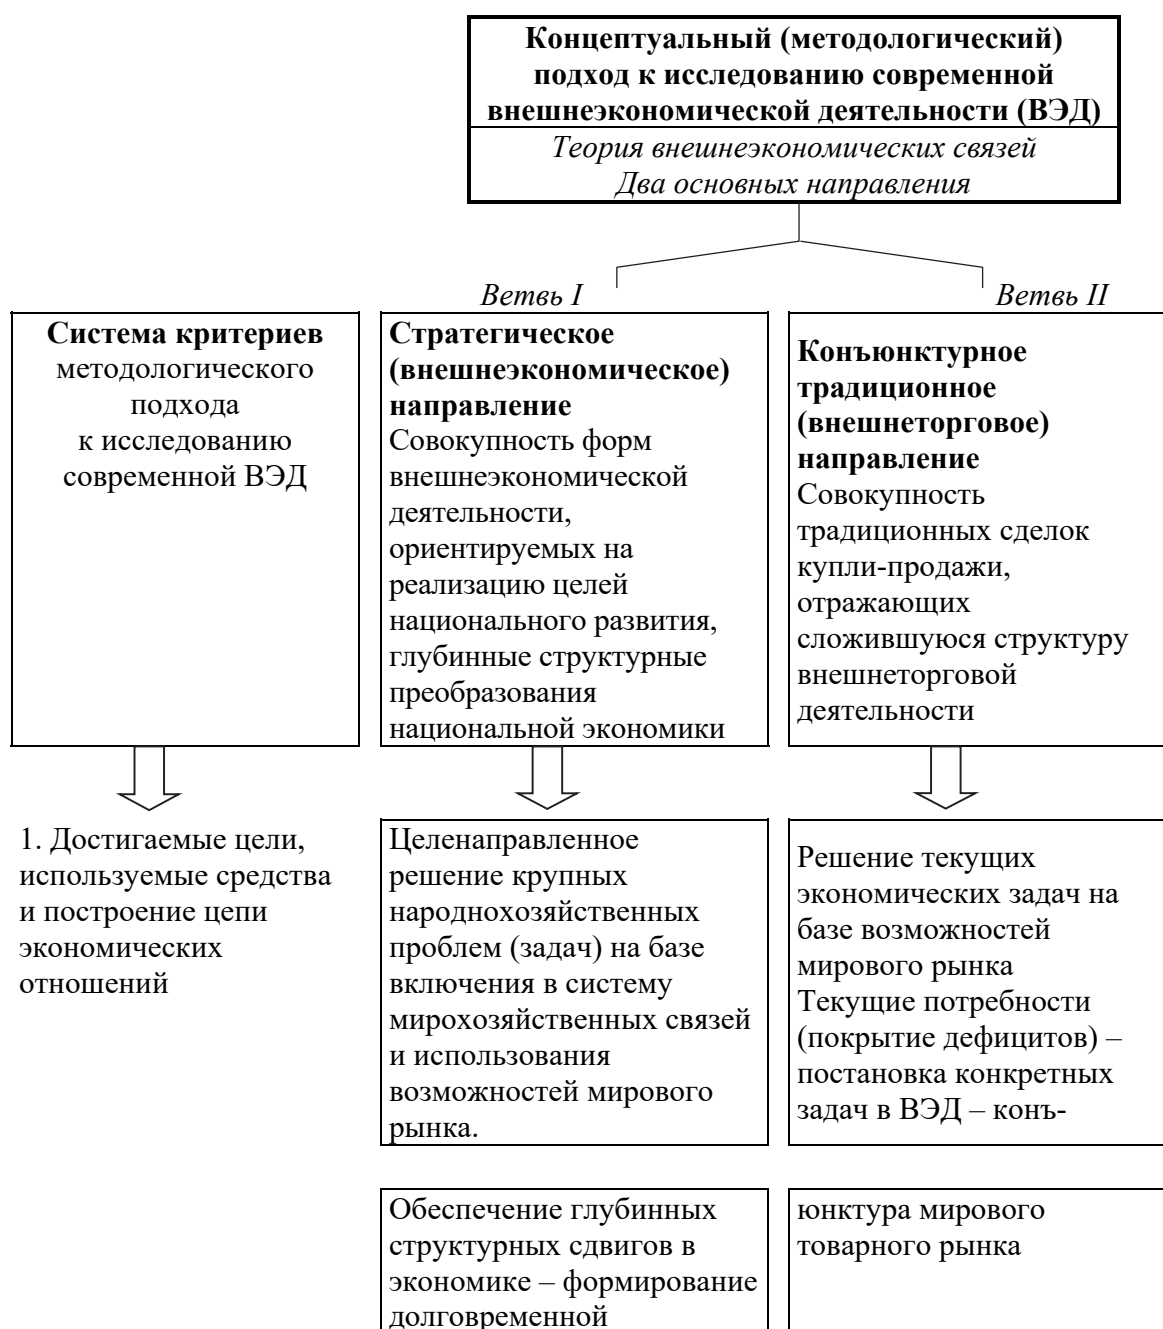 Концептуальный (методологический)
подход к исследованию современной
внешнеэкономической деятельности (ВЭД)
Теория внешнеэкономических связей
Два основных направления
Ветвь I
Ветвь II
Система критериев
методологического
подхода
к исследованию
современной ВЭД
Стратегическое
(внешнеэкономическое)
направление
Совокупность форм
внешнеэкономической
деятельности,
ориентируемых на
реализацию целей
национального развития,
глубинные структурные
преобразования
национальной экономики
Конъюнктурное
традиционное
(внешнеторговое)
направление
Совокупность
традиционных сделок
купли-продажи,
отражающих
сложившуюся структуру
внешнеторговой
деятельности
1. Достигаемые цели,
используемые средства
и построение цепи
экономических
отношений
Целенаправленное
решение крупных
народнохозяйственных
проблем (задач) на базе
включения в систему
мирохозяйственных связей
и использования
возможностей мирового
рынка.
Решение текущих
экономических задач на
базе возможностей
мирового рынка
Текущие потребности
(покрытие дефицитов) –
постановка конкретных
задач в ВЭД – конъ-
Обеспечение глубинных
структурных сдвигов в
экономике – формирование
долговременной
юнктура мирового
товарного рынка